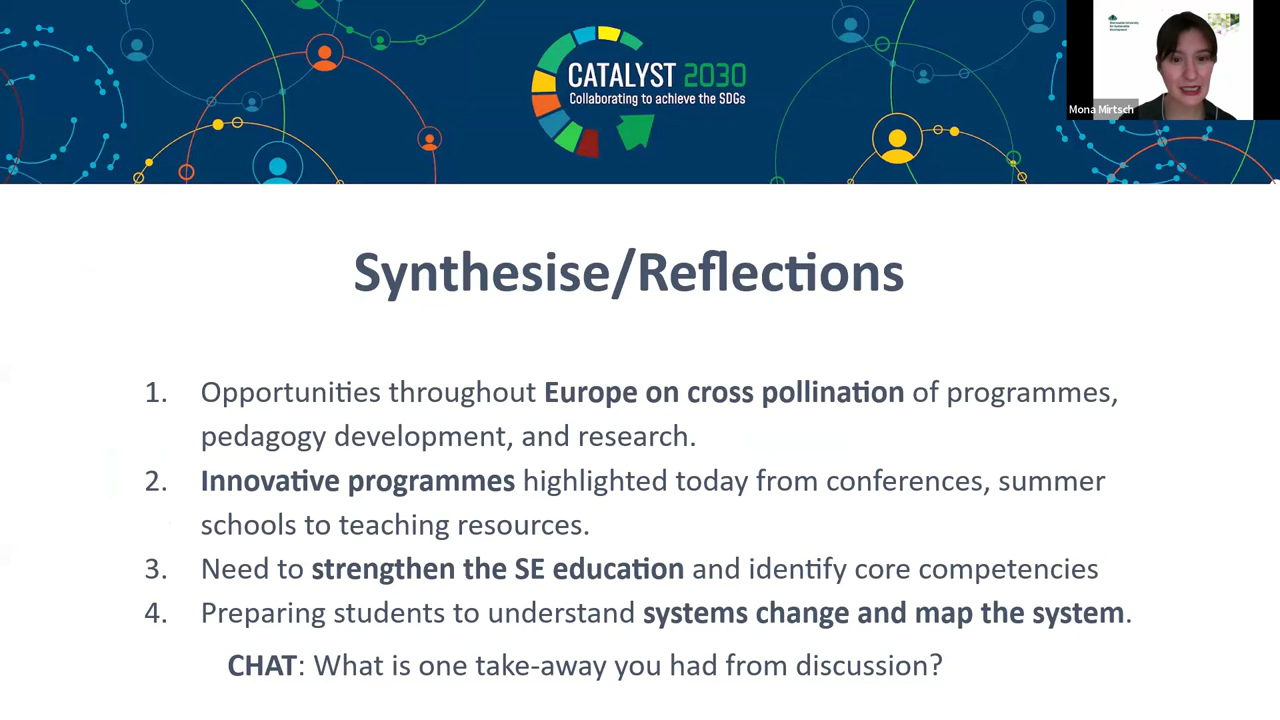 CATALYST 2030
Collaborating to achieve the SDGs
Mona Mirtsch
Synthesise/Reflections
1. Opportunities throughout Europe on cross pollination of programmes,
pedagogy development, and research.
2. Innovative programmes highlighted today from conferences, summer
schools to teaching resources.
3. Need to strengthen the SE education and identify core competencies
4. Preparing students to understand systems change and map the system.
CHAT: What is one take-away you had from discussion?